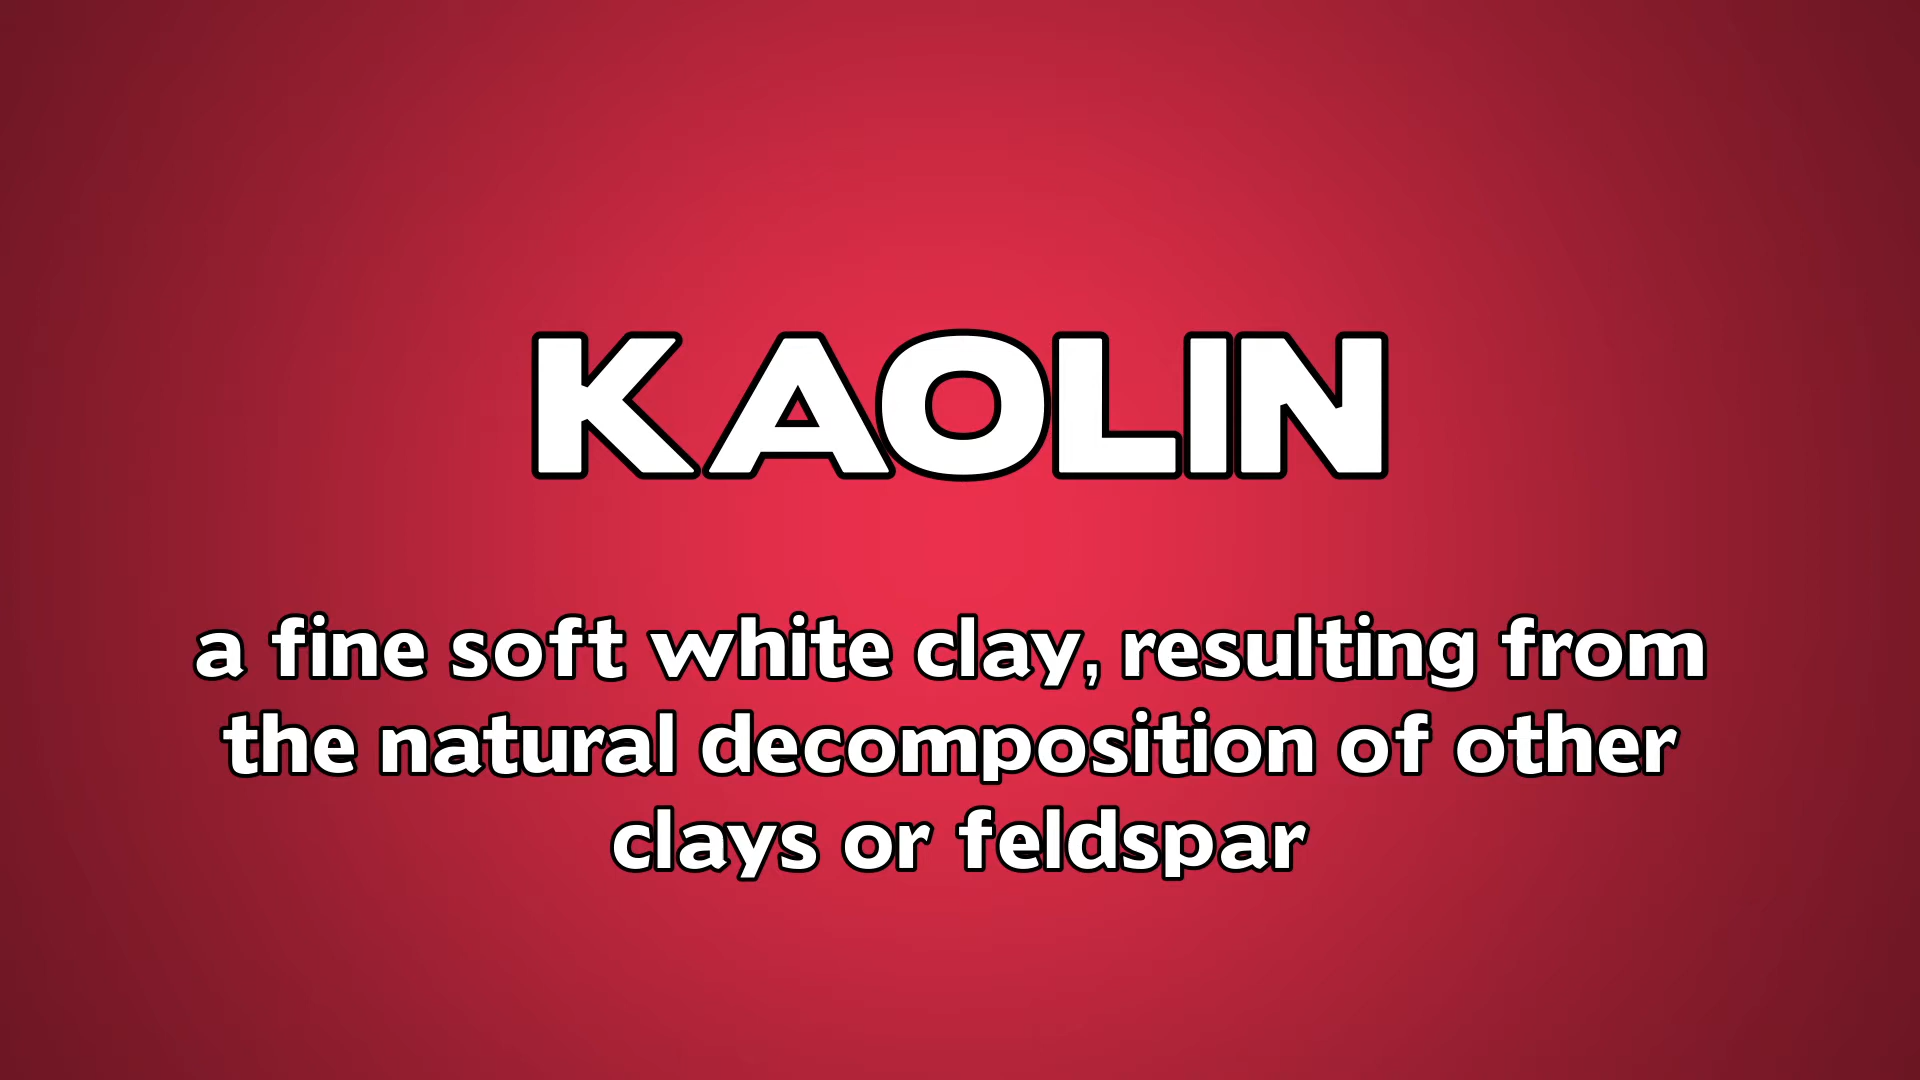 KAOLIN
a fine soft white clay, resulting from
the natural decomposition of other
clays or feldspar